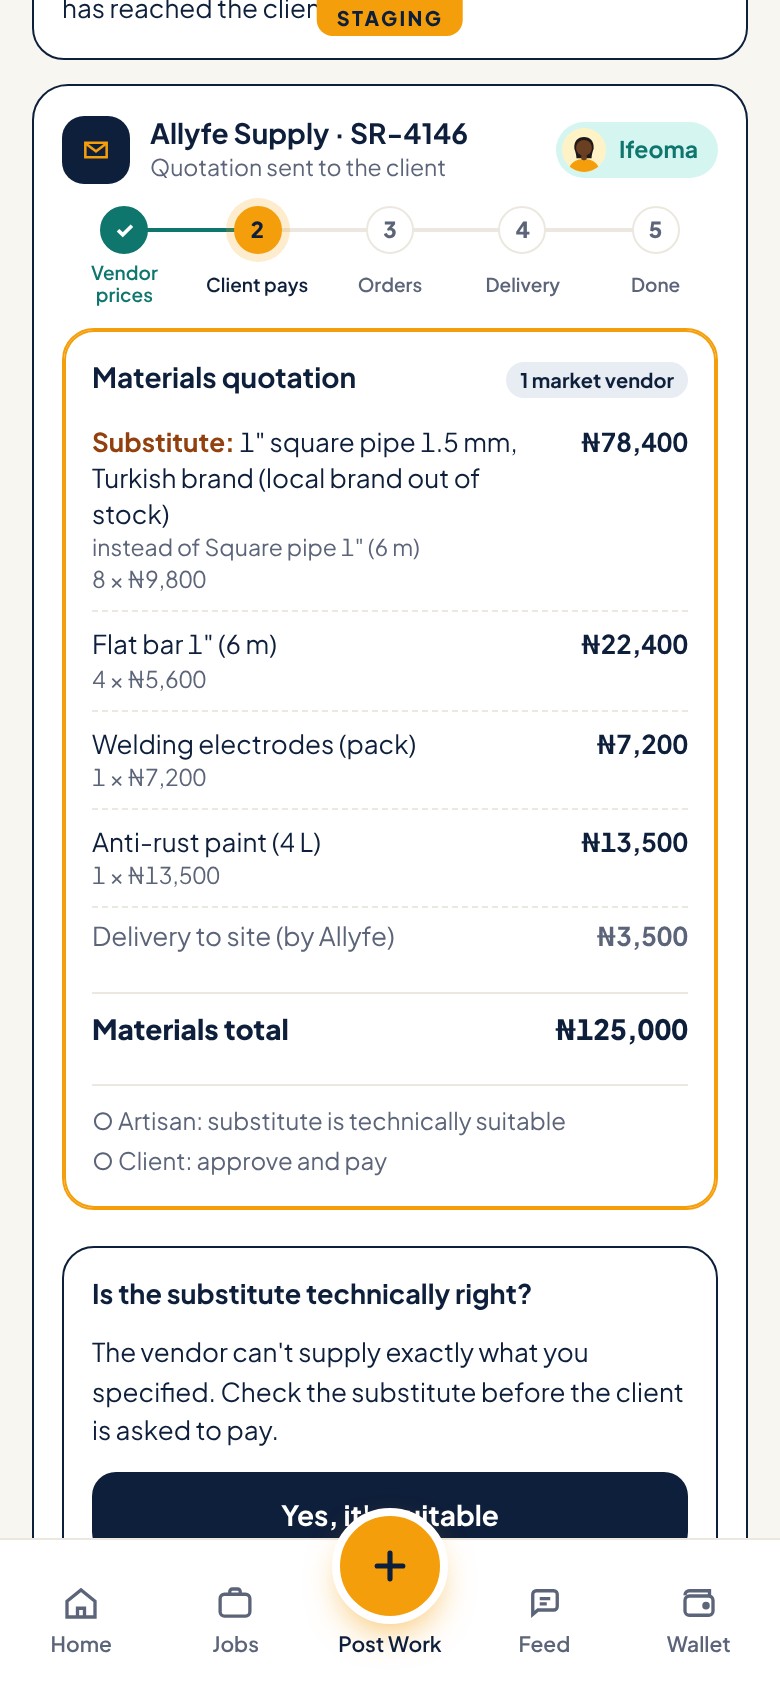 has reached the clien
STAGING
Allyfe Supply · SR-4146
Quotation sent to the client
Ifeoma
2
3
4
5
Vendor
prices
Client pays
Orders
Delivery
Done
Materials quotation
1 market vendor
Substitute: 1" square pipe 1.5 mm,
₦78,400
Turkish brand (local brand out of
stock)
instead of Square pipe 1" (6 m)
8 × ₦9,800
Flat bar 1" (6 m)
₦22,400
4 × ₦5,600
Welding electrodes (pack)
₦7,200
1 × ₦7,200
Anti-rust paint (4 L)
₦13,500
1 × ₦13,500
Delivery to site (by Allyfe)
₦3,500
Materials total
₦125,000
O Artisan: substitute is technically suitable
O Client: approve and pay
Is the substitute technically right?
The vendor can't supply exactly what you
specified. Check the substitute before the client
is asked to pay.
Yes, it's suitable
Home
Jobs
Post Work
Feed
Wallet